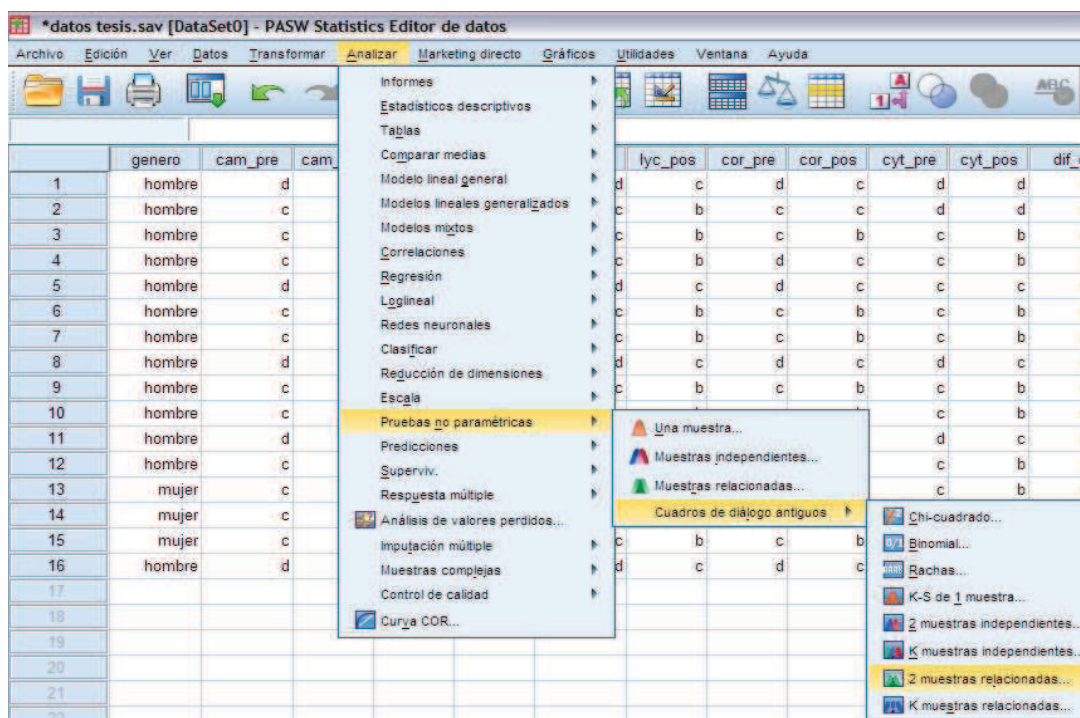 *datos tesis.sav [DataSet0] - PASW Statistics Editor de datos
Archivo Edición Ver Datos Transformar Analizar Marketing directo Gráficos Utilidades Ventana Ayuda
Informes
Estadísticos descriptivos
Tablas
Comparar medias
Modelo lineal general
Modelos lineales generalizados
Modelos mixtos
Correlaciones
Regresión
Loglineal
Redes neuronales
Clasificar
Reducción de dimensiones
Escala
Pruebas no paramétricas
Predicciones
Superviv.
Respuesta múltiple
Análisis de valores perdidos...
Imputación múltiple
Muestras complejas
Control de calidad
Curva COR...
Una muestra...
Muestras independientes...
Muestras relacionadas...
Cuadros de diálogo antiguos
Chi-cuadrado...
Binomial...
Rachas...
K-S de 1 muestra...
2 muestras independientes...
K muestras independientes...
2 muestras relacionadas...
K muestras relacionadas...
genero cam_pre cam_ lyc_pos cor_pre cor_pos cyt_pre cyt_pos dif_
1 hombre d d c d c d d
2 hombre c c b c c d d
3 hombre c c b c b c b
4 hombre c c b d c c b
5 hombre d d c d c c c
6 hombre c c b c b c b
7 hombre c c b c b c b
8 hombre d d c d c d c
9 hombre c c b c b c b
10 hombre c c b
11 hombre d d c
12 hombre c c b
13 mujer c c b
14 mujer c
15 mujer c c b c b
16 hombre d d c d c
17
18
19
20
21